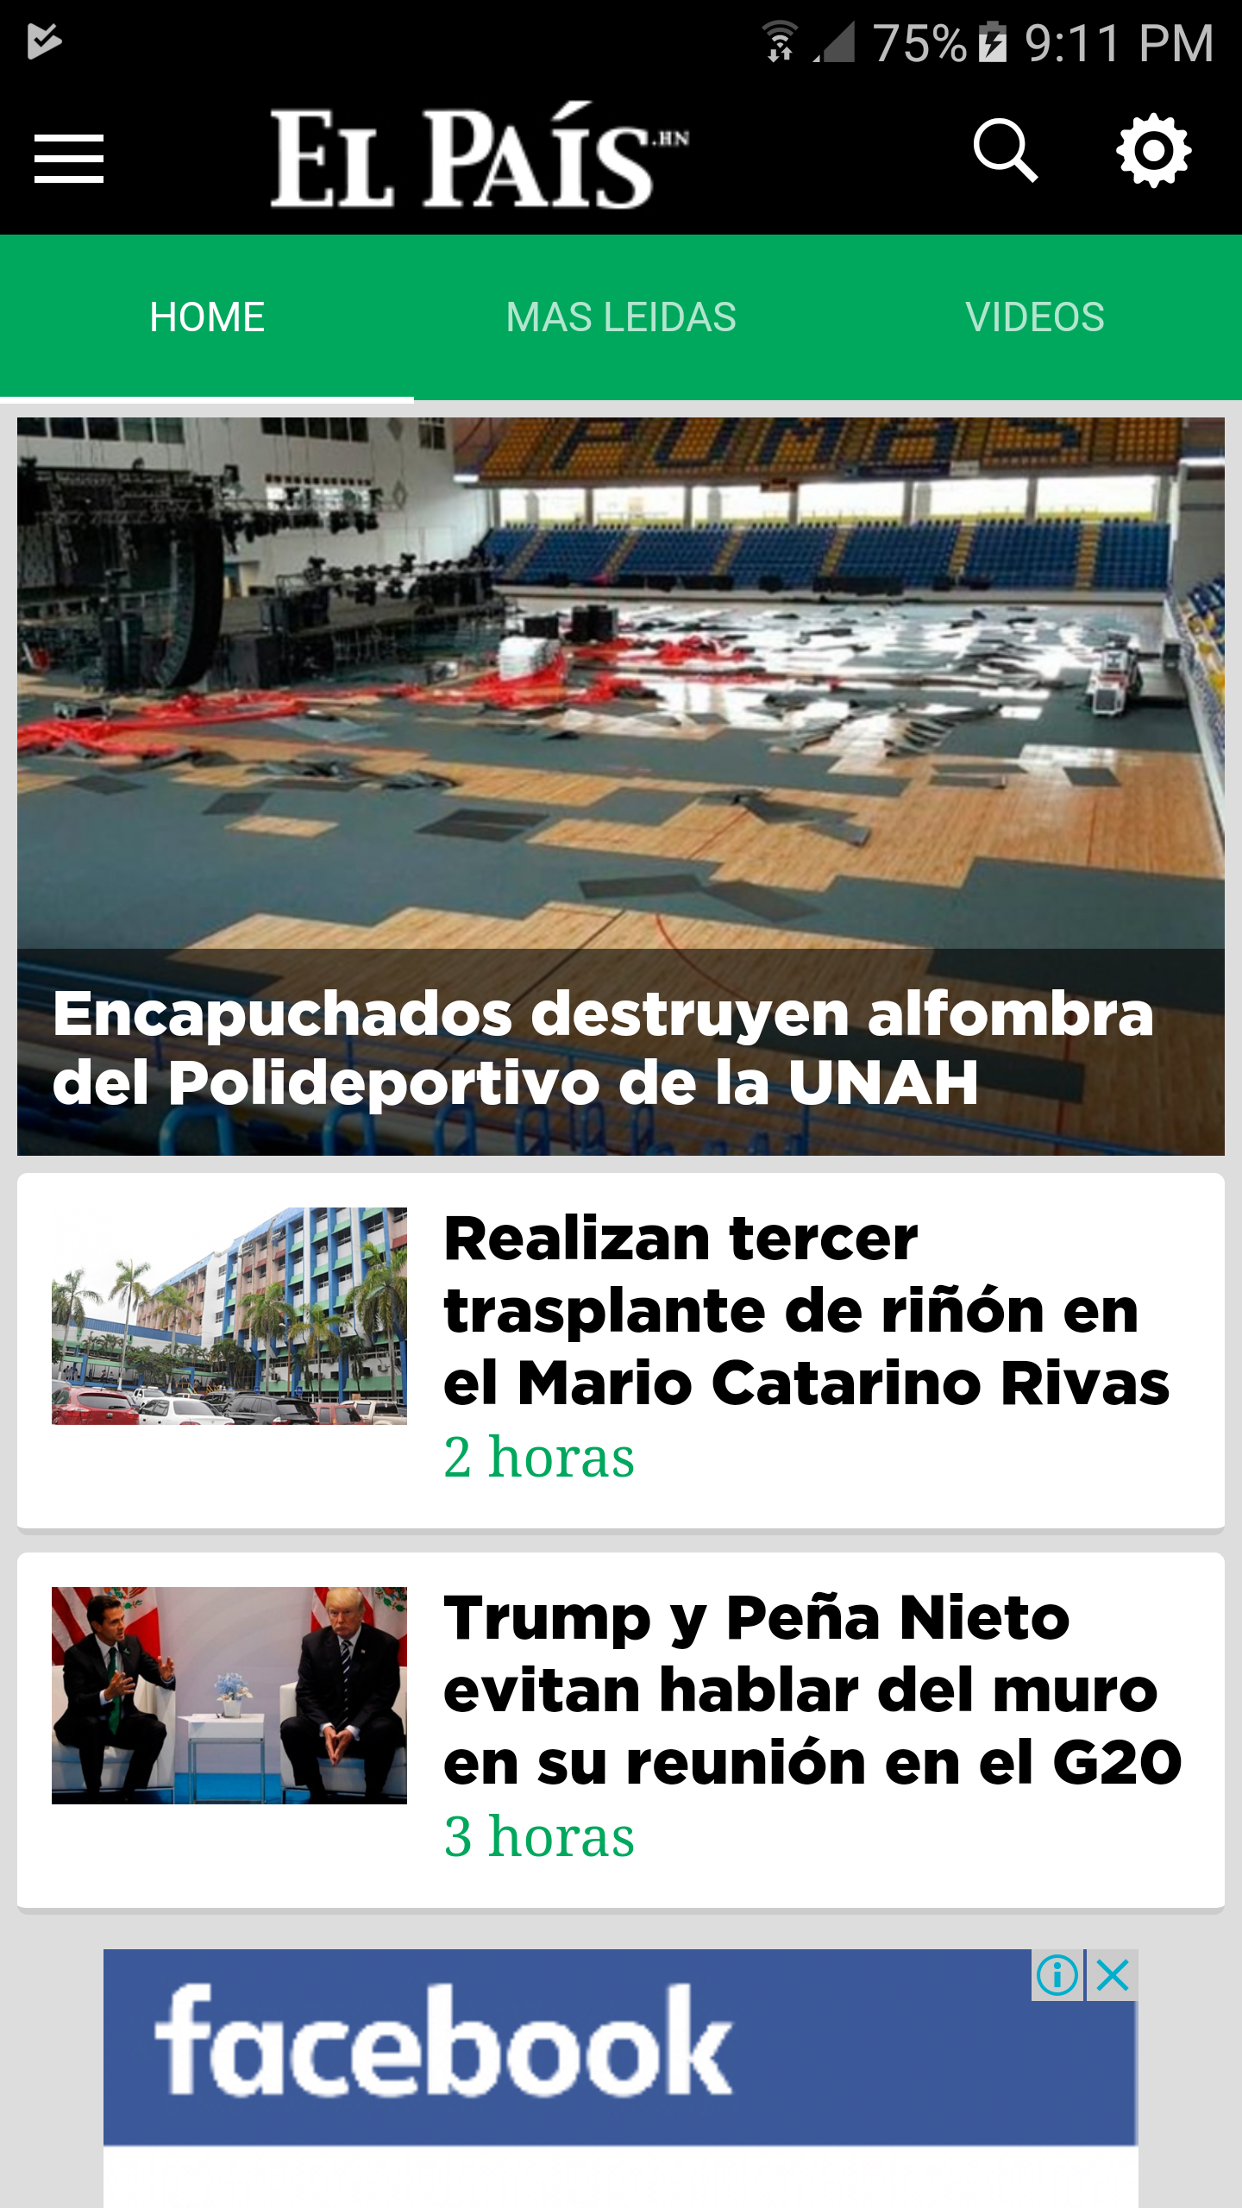 75% 9:11 PM
EL PAÍS.HN
HOME MAS LEIDAS VIDEOS
PUMAS
Encapuchados destruyen alfombra
del Polideportivo de la UNAH
Realizan tercer
trasplante de riñón en
el Mario Catarino Rivas
2 horas
Trump y Peña Nieto
evitan hablar del muro
en su reunión en el G20
3 horas
facebook